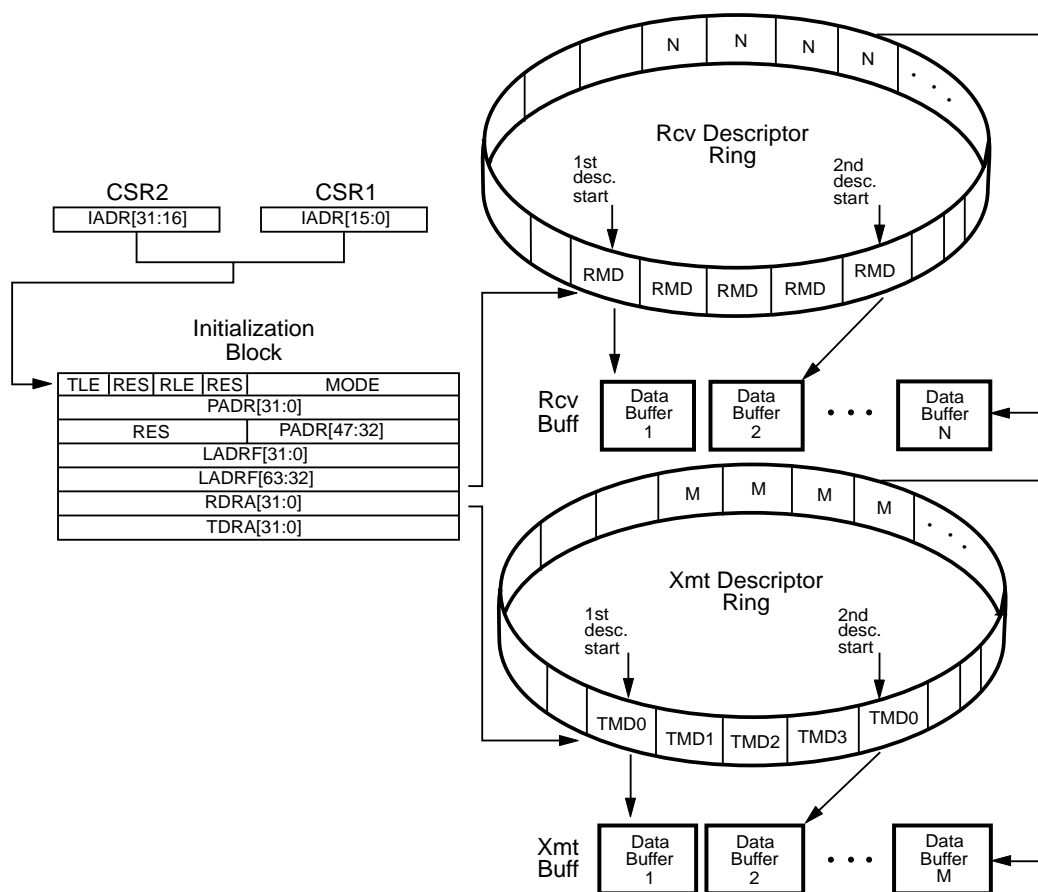 N N N N . . .
Rcv Descriptor
Ring
1st
desc.
start
2nd
desc.
start
CSR2 CSR1
IADR[31:16] IADR[15:0]
RMD RMD RMD RMD RMD
Initialization
Block
TLE RES RLE RES MODE
PADR[31:0]
RES PADR[47:32]
LADRF[31:0]
LADRF[63:32]
RDRA[31:0]
TDRA[31:0]
Rcv
Buff
Data
Buffer
1
Data
Buffer
2
. . .
Data
Buffer
N
M M M M . . .
Xmt Descriptor
Ring
1st
desc.
start
2nd
desc.
start
TMD0 TMD1 TMD2 TMD3 TMD0
Xmt
Buff
Data
Buffer
1
Data
Buffer
2
. . .
Data
Buffer
M